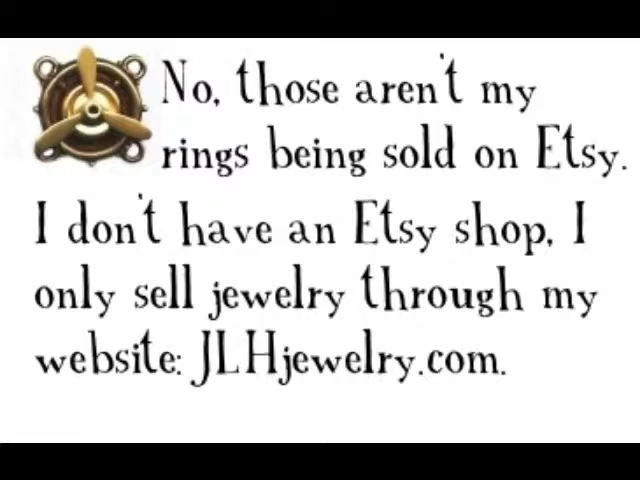 No, those aren't my
rings being sold on Etsy.
I don't have an Etsy shop, I
only sell jewelry through my
website: JLHjewelry.com.